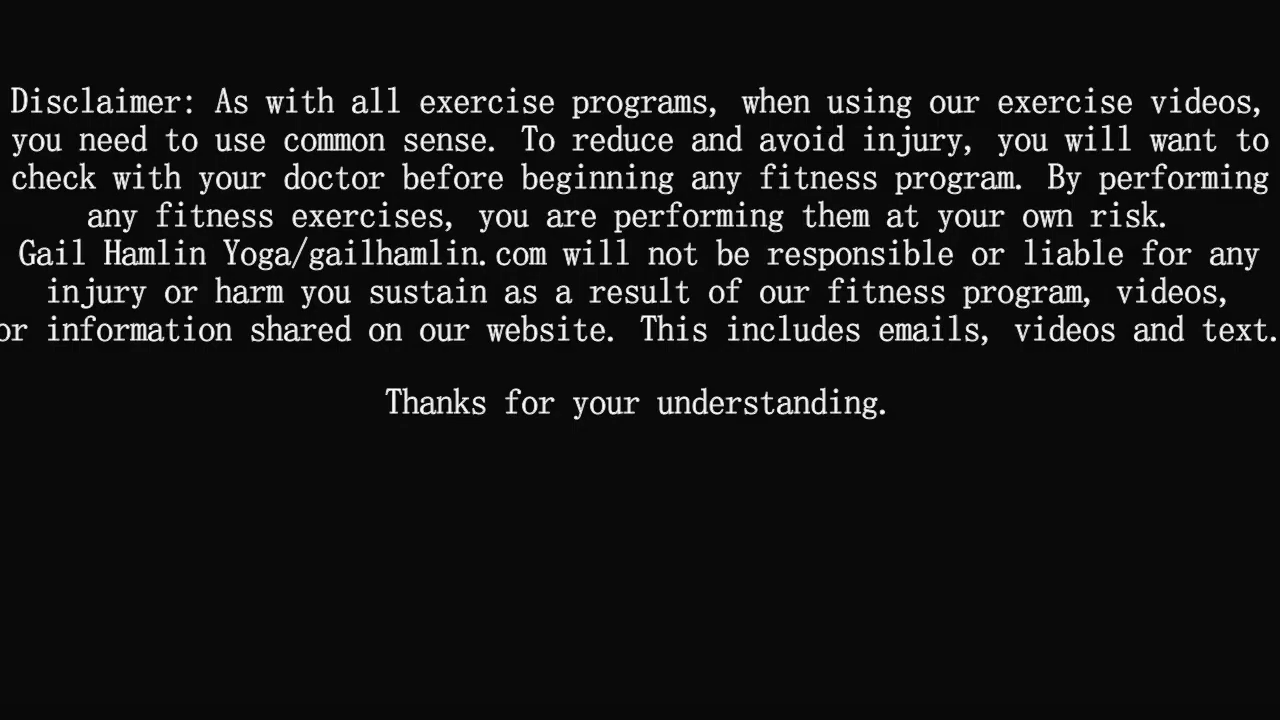 Disclaimer: As with all exercise programs, when using our exercise videos,
you need to use common sense. To reduce and avoid injury, you will want to
check with your doctor before beginning any fitness program. By performing
any fitness exercises, you are performing them at your own risk.
Gail Hamlin Yoga/gailhamlin.com will not be responsible or liable for any
injury or harm you sustain as a result of our fitness program, videos,
or information shared on our website. This includes emails, videos and text.
Thanks for your understanding.